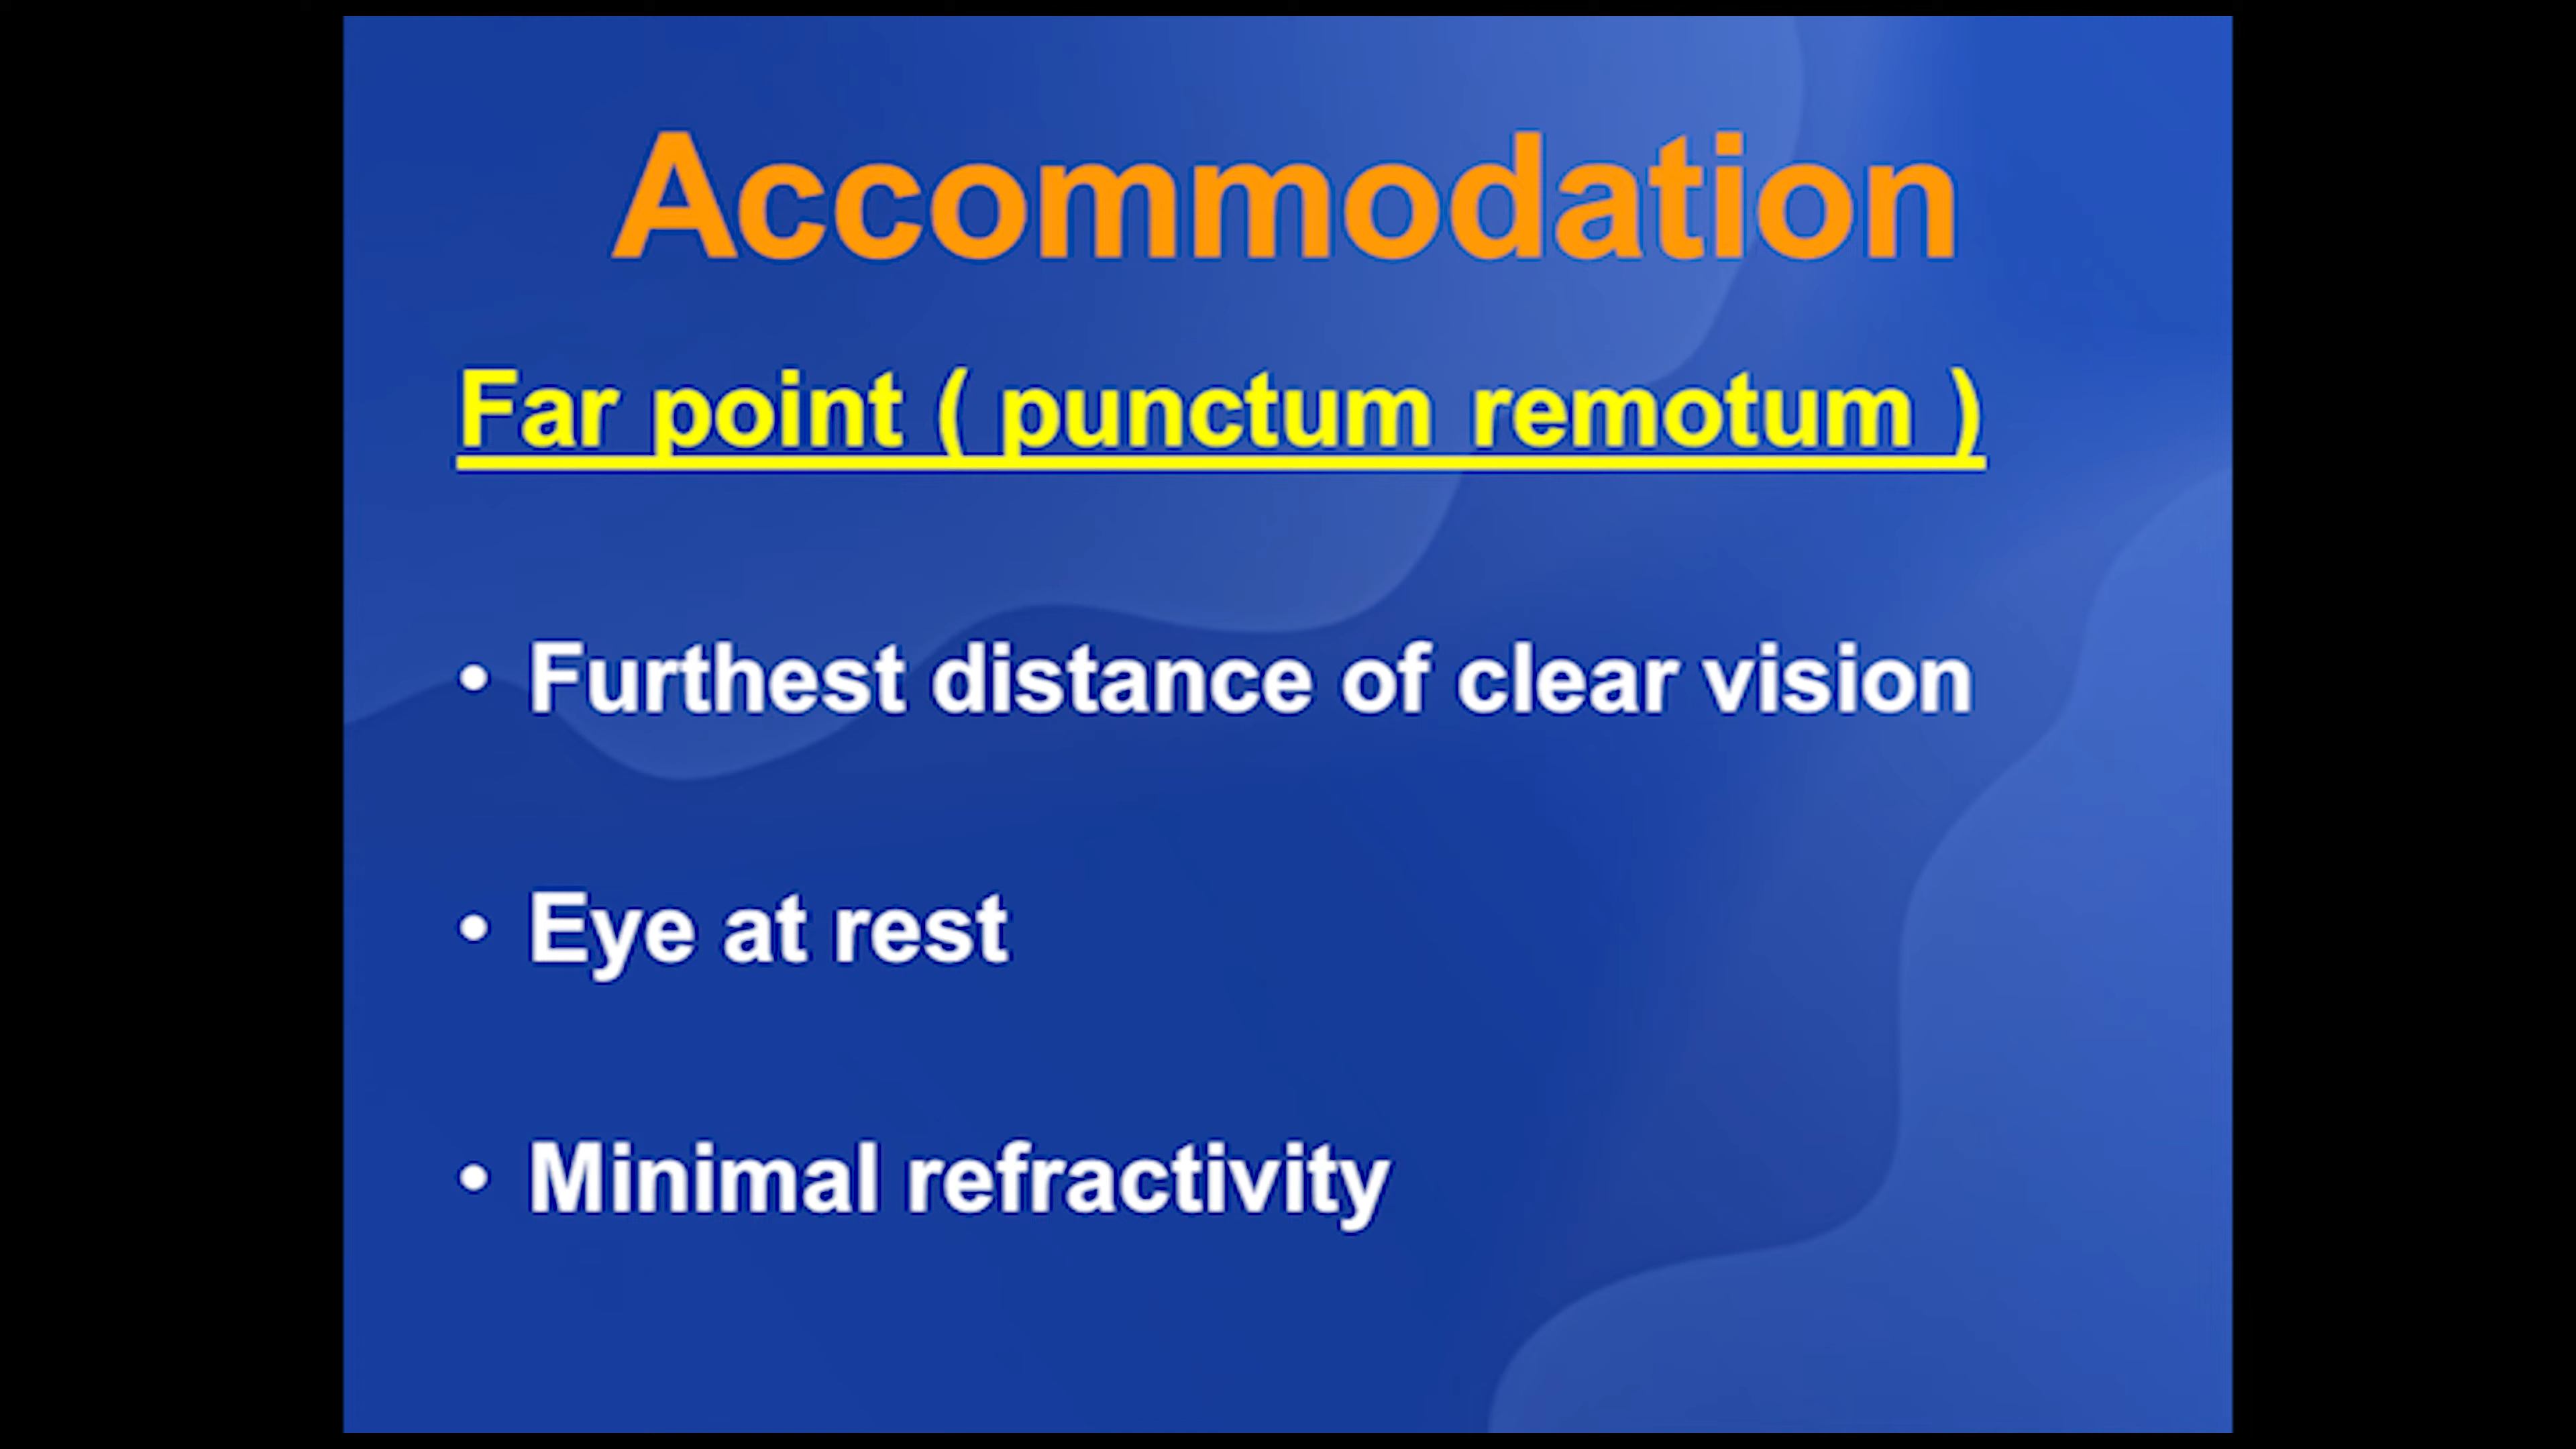 Accommodation
Far point ( punctum remotum )
• Furthest distance of clear vision
• Eye at rest
• Minimal refractivity